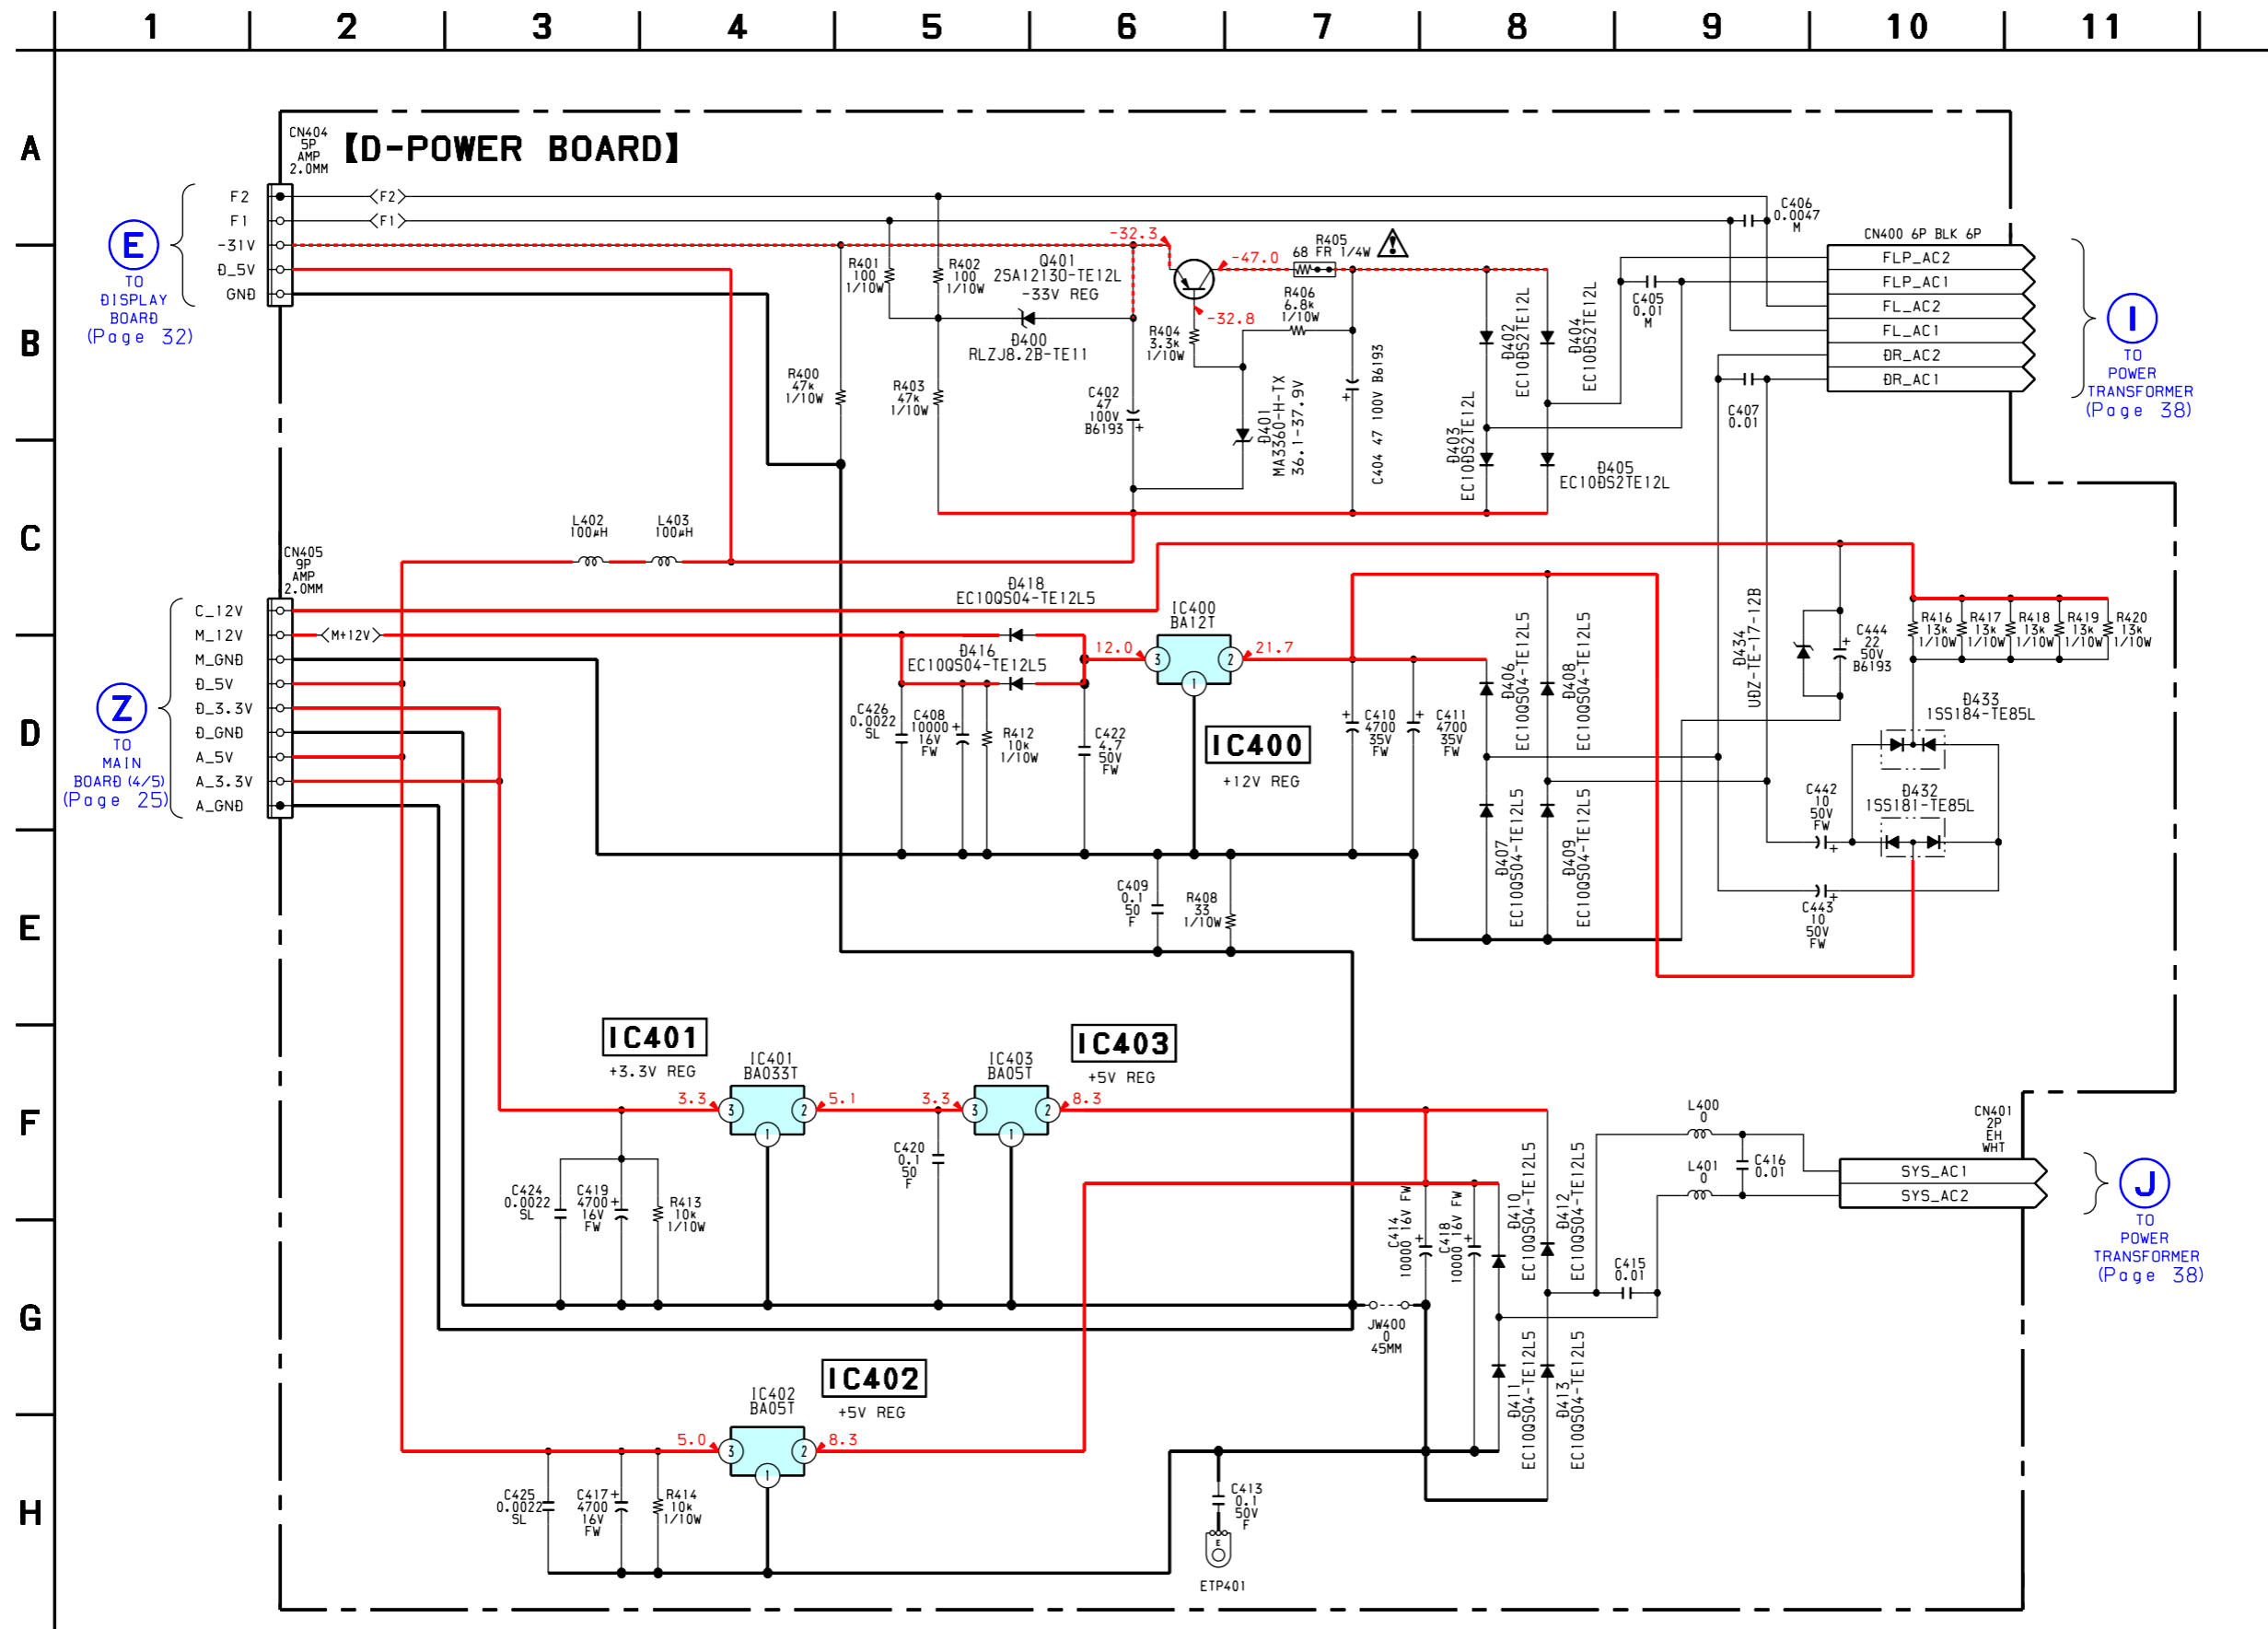 1 2 3 4 5 6 7 8 9 10 11
A
B
C
D
E
F
G
H
【D-POWER BOARD】
CN404
5P
AMP
2.0MM
F2
F1
-31V
D_5V
GND
<F2>
<F1>
E
TO
DISPLAY
BOARD
(Page 32)
R401
100
1/10W
R402
100
1/10W
Q401
2SA1213O-TE12L
-33V REG
-32.3
-47.0
-32.8
R405
68 FR 1/4W
R406
6.8k
1/10W
R404
3.3k
1/10W
D400
RLZJ8.2B-TE11
R400
47k
1/10W
R403
47k
1/10W
C402
47
100V
B6193
+
D401
MA3360-H-TX
36.1-37.9V
C404 47 100V B6193
+
D402
EC10DS2TE12L
D404
EC10DS2TE12L
D403
EC10DS2TE12L
D405
EC10DS2TE12L
C406
0.0047
M
C405
0.01
M
C407
0.01
CN400 6P BLK 6P
FLP_AC2
FLP_AC1
FL_AC2
FL_AC1
DR_AC2
DR_AC1
I
TO
POWER
TRANSFORMER
(Page 38)
L402
100µH
L403
100µH
CN405
9P
AMP
2.0MM
C_12V
M_12V
M_GND
D_5V
D_3.3V
D_GND
A_5V
A_3.3V
A_GND
<M+12V>
Z
TO
MAIN
BOARD (4/5)
(Page 25)
D418
EC10QS04-TE12L5
D416
EC10QS04-TE12L5
IC400
BA12T
12.0
3
2
1
21.7
IC400
+12V REG
C426
0.0022
SL
C408
10000
16V
FW
+
R412
10k
1/10W
C422
4.7
50V
FW
C410
4700
35V
FW
+
C411
4700
35V
FW
+
D406
EC10QS04-TE12L5
D408
EC10QS04-TE12L5
D407
EC10QS04-TE12L5
D409
EC10QS04-TE12L5
D434
UDZ-TE-17-12B
C444
22
50V
B6193
+
R416
13k
1/10W
R417
13k
1/10W
R418
13k
1/10W
R419
13k
1/10W
R420
13k
1/10W
D433
1SS184-TE85L
D432
1SS181-TE85L
C442
10
50V
FW
+
C443
10
50V
FW
+
C409
0.1
50
F
R408
33
1/10W
IC401
+3.3V REG
IC401
BA033T
3.3
3
2
1
5.1
IC403
BA05T
3.3
3
2
1
8.3
IC403
+5V REG
C424
0.0022
SL
C419
4700
16V
FW
+
R413
10k
1/10W
C420
0.1
50
F
C414
10000 16V FW
+
C418
10000 16V FW
+
D410
EC10QS04-TE12L5
D412
EC10QS04-TE12L5
D411
EC10QS04-TE12L5
D413
EC10QS04-TE12L5
L400
0
L401
0
C416
0.01
C415
0.01
CN401
2P
EH
WHT
SYS_AC1
SYS_AC2
J
TO
POWER
TRANSFORMER
(Page 38)
JW400
0
45MM
IC402
+5V REG
IC402
BA05T
5.0
3
2
1
8.3
C425
0.0022
SL
C417
4700
16V
FW
+
R414
10k
1/10W
C413
0.1
50V
F
E
ETP401